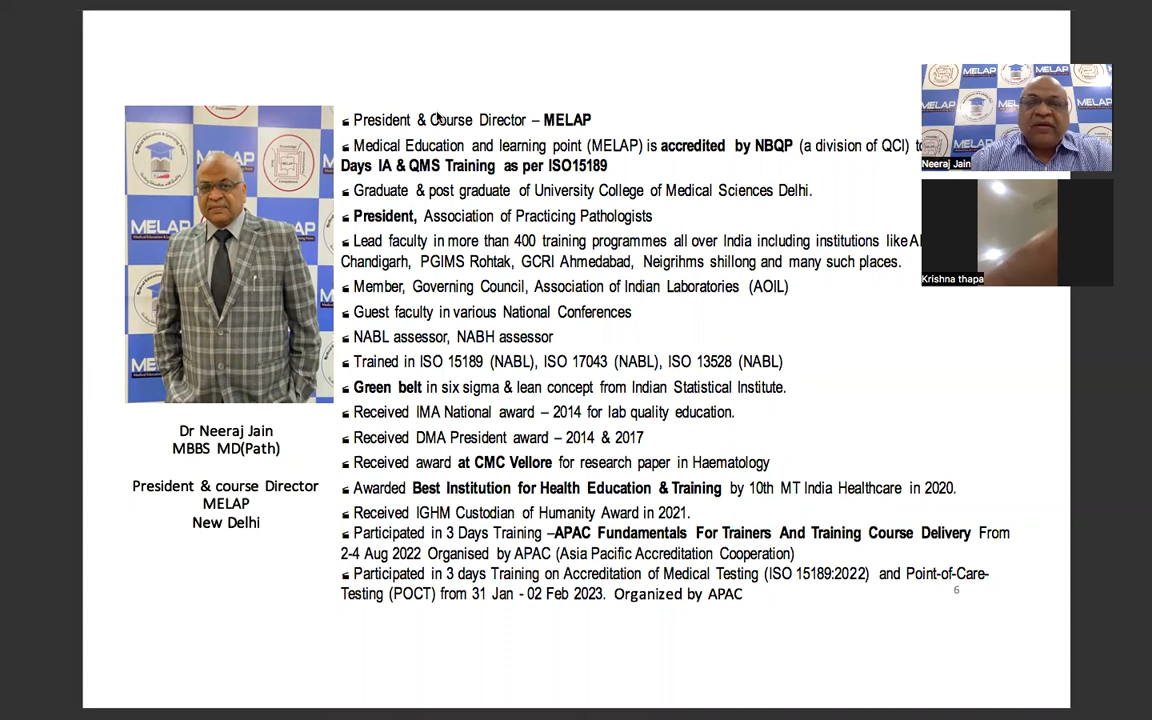 President & Course Director – MELAP
Medical Education and learning point (MELAP) is accredited by NBQP (a division of QCI)
Days IA & QMS Training as per ISO15189
Graduate & post graduate of University College of Medical Sciences Delhi.
President, Association of Practicing Pathologists
Lead faculty in more than 400 training programmes all over India including institutions like
Chandigarh, PGIMS Rohtak, GCRI Ahmedabad, Neigrihms shillong and many such places.
Member, Governing Council, Association of Indian Laboratories (AOIL)
Guest faculty in various National Conferences
NABL assessor, NABH assessor
Trained in ISO 15189 (NABL), ISO 17043 (NABL), ISO 13528 (NABL)
Green belt in six sigma & lean concept from Indian Statistical Institute.
Received IMA National award – 2014 for lab quality education.
Received DMA President award – 2014 & 2017
Received award at CMC Vellore for research paper in Haematology
Awarded Best Institution for Health Education & Training by 10th MT India Healthcare in 2020.
Received IGHM Custodian of Humanity Award in 2021.
Participated in 3 Days Training –APAC Fundamentals For Trainers And Training Course Delivery From
2-4 Aug 2022 Organised by APAC (Asia Pacific Accreditation Cooperation)
Participated in 3 days Training on Accreditation of Medical Testing (ISO 15189:2022) and Point-of-Care-
Testing (POCT) from 31 Jan - 02 Feb 2023. Organized by APAC
6
Dr Neeraj Jain
MBBS MD(Path)
President & course Director
MELAP
New Delhi
MELAP
MELAP
Neeraj Jain
Krishna thapa